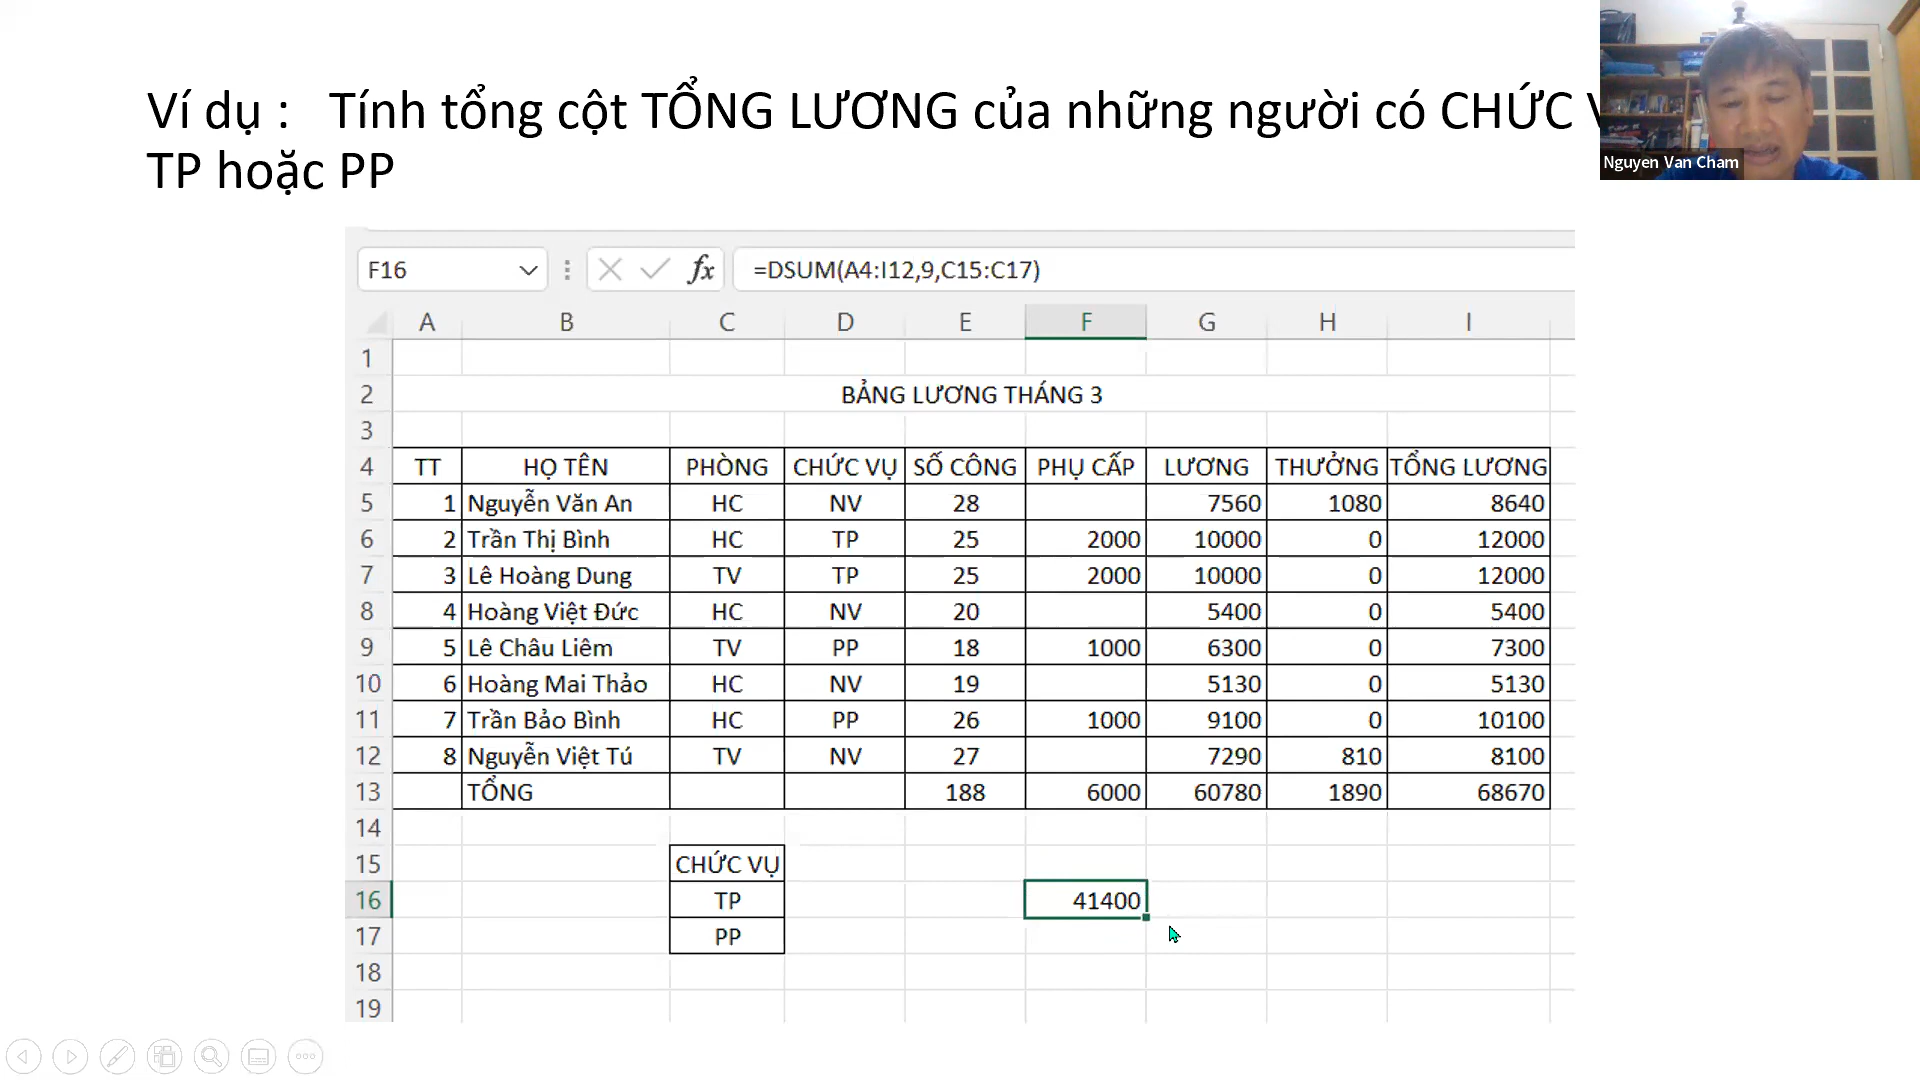 Ví dụ : Tính tổng cột TỔNG LƯƠNG của những người có CHỨC
TP hoặc PP
Nguyen Van Cham
F16 fx =DSUM(A4:I12,9,C15:C17)
A B C D E F G H I
1
2 BẢNG LƯƠNG THÁNG 3
3
4 TT HỌ TÊN PHÒNG CHỨC VỤ SỐ CÔNG PHỤ CẤP LƯƠNG THƯỞNG TỔNG LƯƠNG
5 1 Nguyễn Văn An HC NV 28 7560 1080 8640
6 2 Trần Thị Bình HC TP 25 2000 10000 0 12000
7 3 Lê Hoàng Dung TV TP 25 2000 10000 0 12000
8 4 Hoàng Việt Đức HC NV 20 5400 0 5400
9 5 Lê Châu Liêm TV PP 18 1000 6300 0 7300
10 6 Hoàng Mai Thảo HC NV 19 5130 0 5130
11 7 Trần Bảo Bình HC PP 26 1000 9100 0 10100
12 8 Nguyễn Việt Tú TV NV 27 7290 810 8100
13 TỔNG 188 6000 60780 1890 68670
14
15 CHỨC VỤ
16 TP 41400
17 PP
18
19